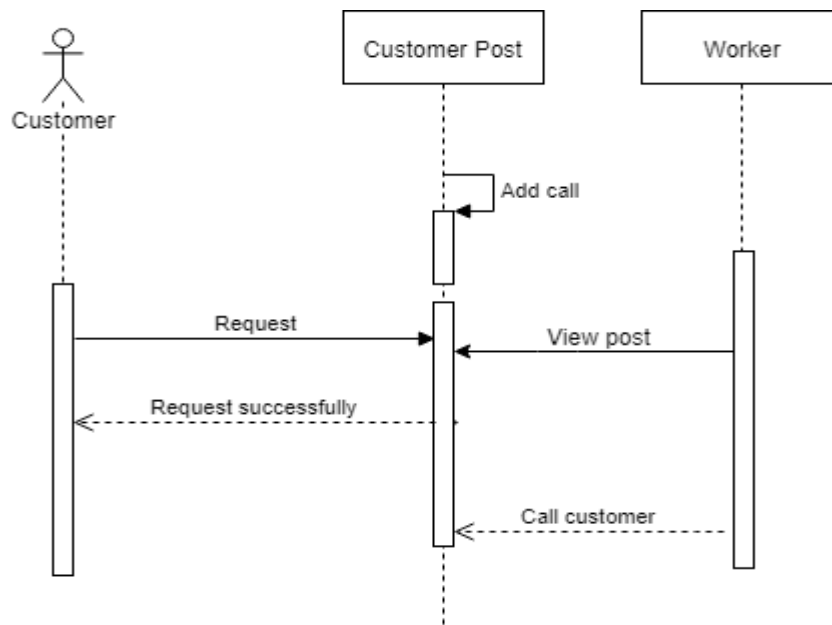 Customer Post
Worker
Customer
Add call
Request
View post
Request successfully
Call customer